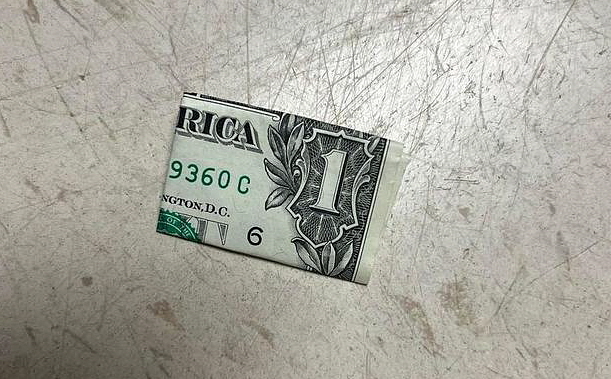 RICA
9360 C
NGTON, D.C.
6
1